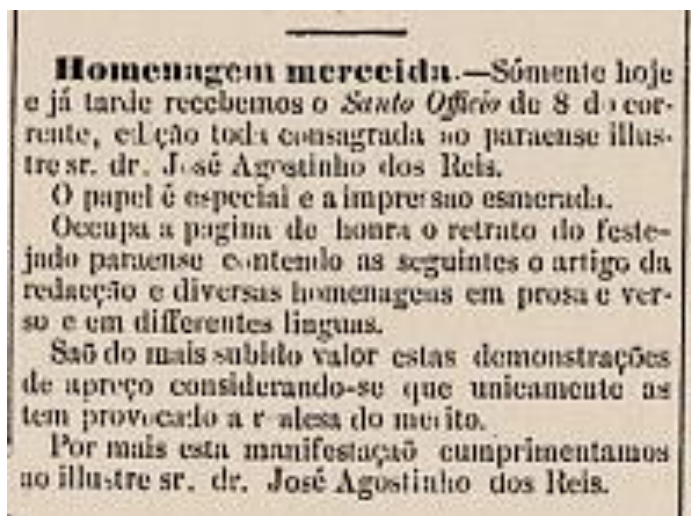 Homenagem merecida.—Sómente hoje
e já tarde recebemos o Santo Officio de 8 do cor-
rente, edição toda consagrada ao paraense illus-
tre sr. dr. José Agostinho dos Reis.
O papel é especial e a impressao esmerada.
Occupa a pagina de honra o retrato do feste-
jado paraense contendo as seguintes o artigo da
redacção e diversas homenagens em prosa e ver-
so e em differentes linguas.
Saõ do mais subido valor estas demonstrações
de apreço considerando-se que unicamente as
tem provocado a realesa do merito.
Por mais esta manifestaçaõ cumprimentamos
ao illustre sr. dr. José Agostinho dos Reis.